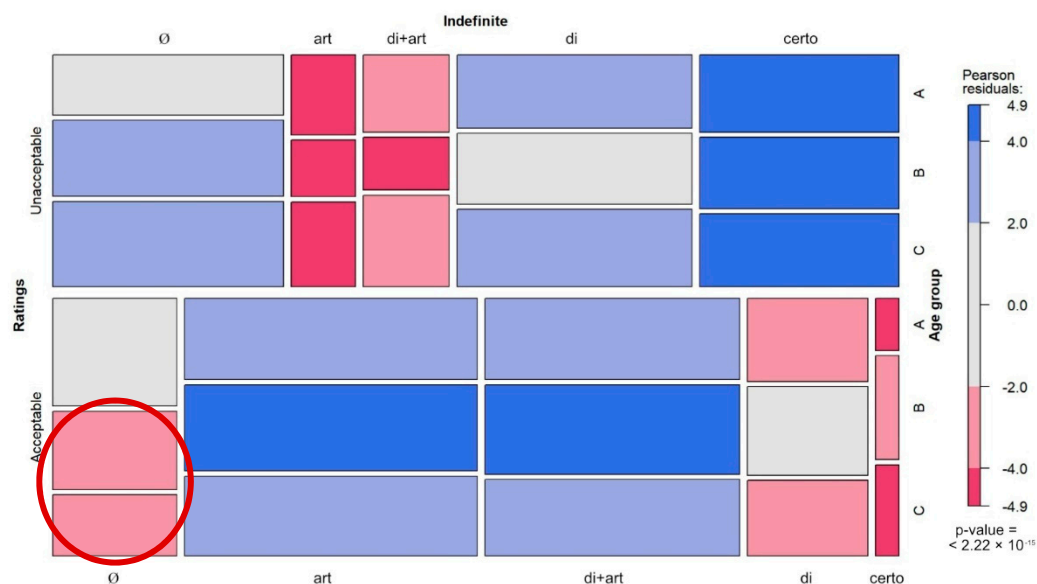 Indefinite
Ø art di+art di certo
Pearson
residuals:
4.9
4.0
2.0
0.0
-2.0
-4.0
-4.9
p-value =
< 2.22 × 10⁻¹⁵
Ratings
Unacceptable
Acceptable
Age group
A
B
C
A
B
C
Ø art di+art di certo